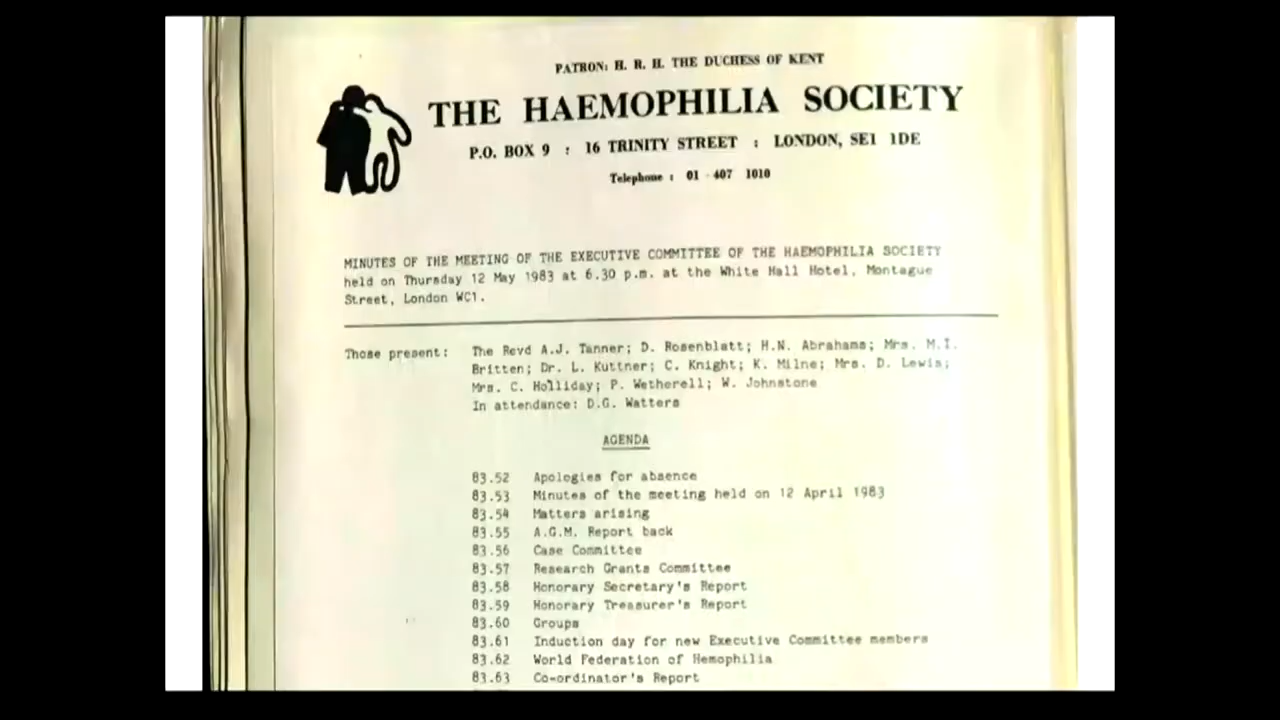 PATRON: H. R. H. THE DUCHESS OF KENT
THE HAEMOPHILIA SOCIETY
P.O. BOX 9 : 16 TRINITY STREET : LONDON, SE1 1DE
Telephone : 01 407 1010
MINUTES OF THE MEETING OF THE EXECUTIVE COMMITTEE OF THE HAEMOPHILIA SOCIETY
held on Thursday 12 May 1983 at 6.30 p.m. at the White Hall Hotel, Montague
Street, London WC1.
Those present: The Revd A.J. Tanner; D. Rosenblatt; H.N. Abrahams; Mrs. M.I.
Britten; Dr. L. Kuttner; C. Knight; K. Milne; Mrs. D. Lewis;
Mrs. C. Holliday; P. Wetherell; W. Johnstone
In attendance: D.G. Watters
AGENDA
83.52 Apologies for absence
83.53 Minutes of the meeting held on 12 April 1983
83.54 Matters arising
83.55 A.G.M. Report back
83.56 Case Committee
83.57 Research Grants Committee
83.58 Honorary Secretary's Report
83.59 Honorary Treasurer's Report
83.60 Groups
83.61 Induction day for new Executive Committee members
83.62 World Federation of Hemophilia
83.63 Co-ordinator's Report